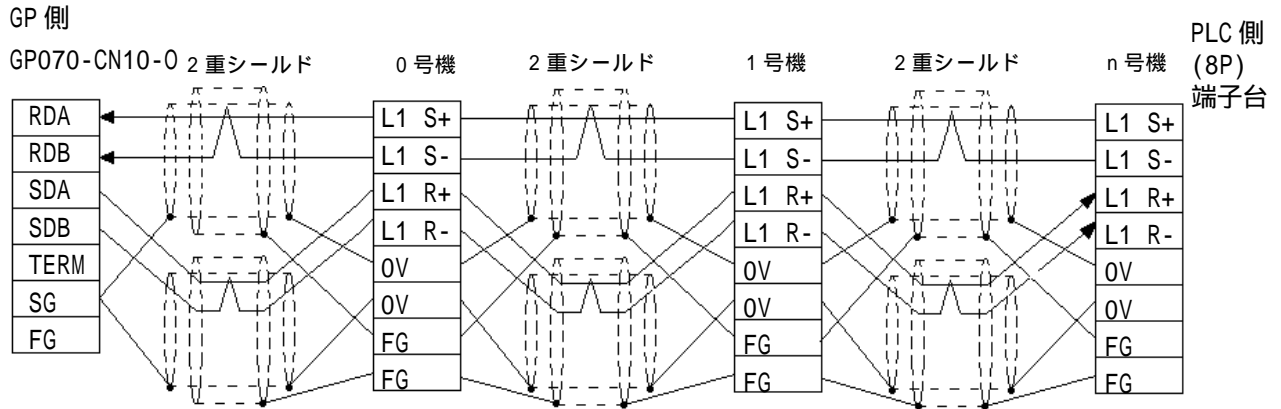 GP 側
GP070-CN10-O 2 重シールド 0 号機 2 重シールド 1 号機 2 重シールド n 号機 PLC 側
(8P)
端子台
RDA
RDB
SDA
SDB
TERM
SG
FG
L1 S+
L1 S-
L1 R+
L1 R-
0V
0V
FG
FG
L1 S+
L1 S-
L1 R+
L1 R-
0V
0V
FG
FG
L1 S+
L1 S-
L1 R+
L1 R-
0V
0V
FG
FG